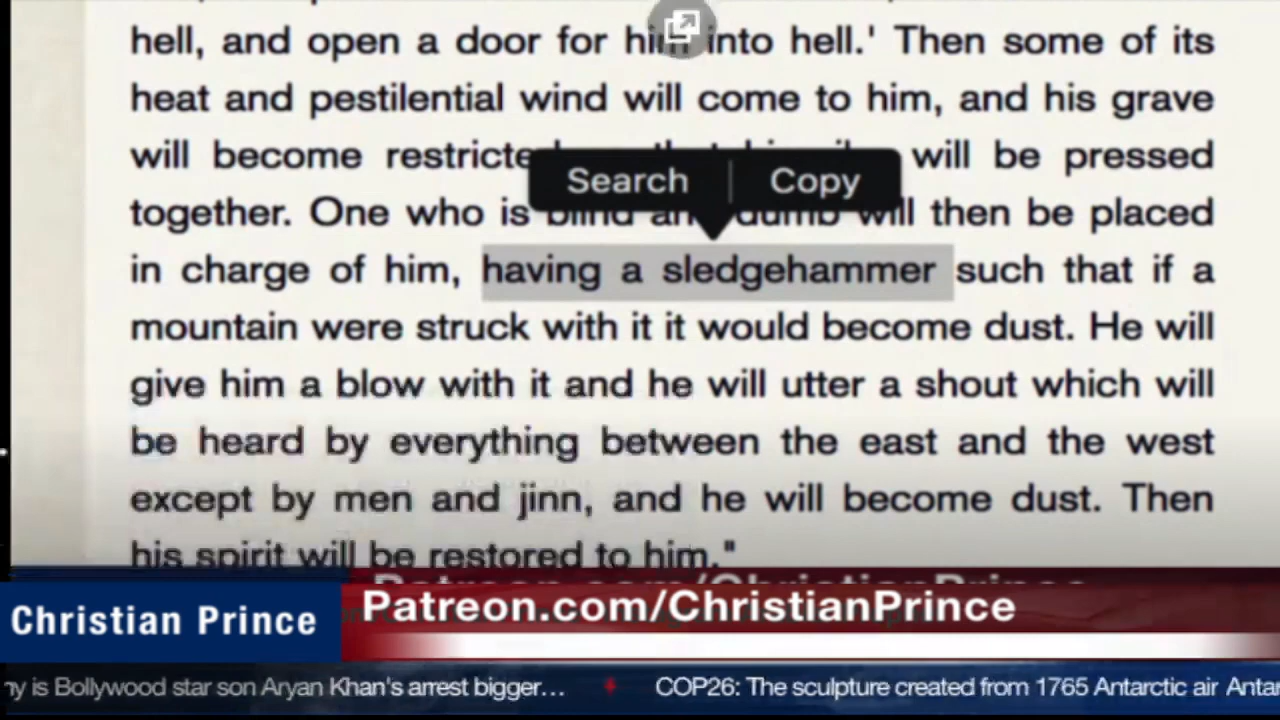 hell, and open a door for him into hell.' Then some of its
heat and pestilential wind will come to him, and his grave
will become restricted will be pressed
Search Copy
together. One who is blind and dumb will then be placed
in charge of him, having a sledgehammer such that if a
mountain were struck with it it would become dust. He will
give him a blow with it and he will utter a shout which will
be heard by everything between the east and the west
except by men and jinn, and he will become dust. Then
his spirit will be restored to him."
Patreon.com/ChristianPrince
Christian Prince
Patreon.com/ChristianPrince
is Bollywood star son Aryan Khan's arrest bigger... COP26: The sculpture created from 1765 Antarctic air